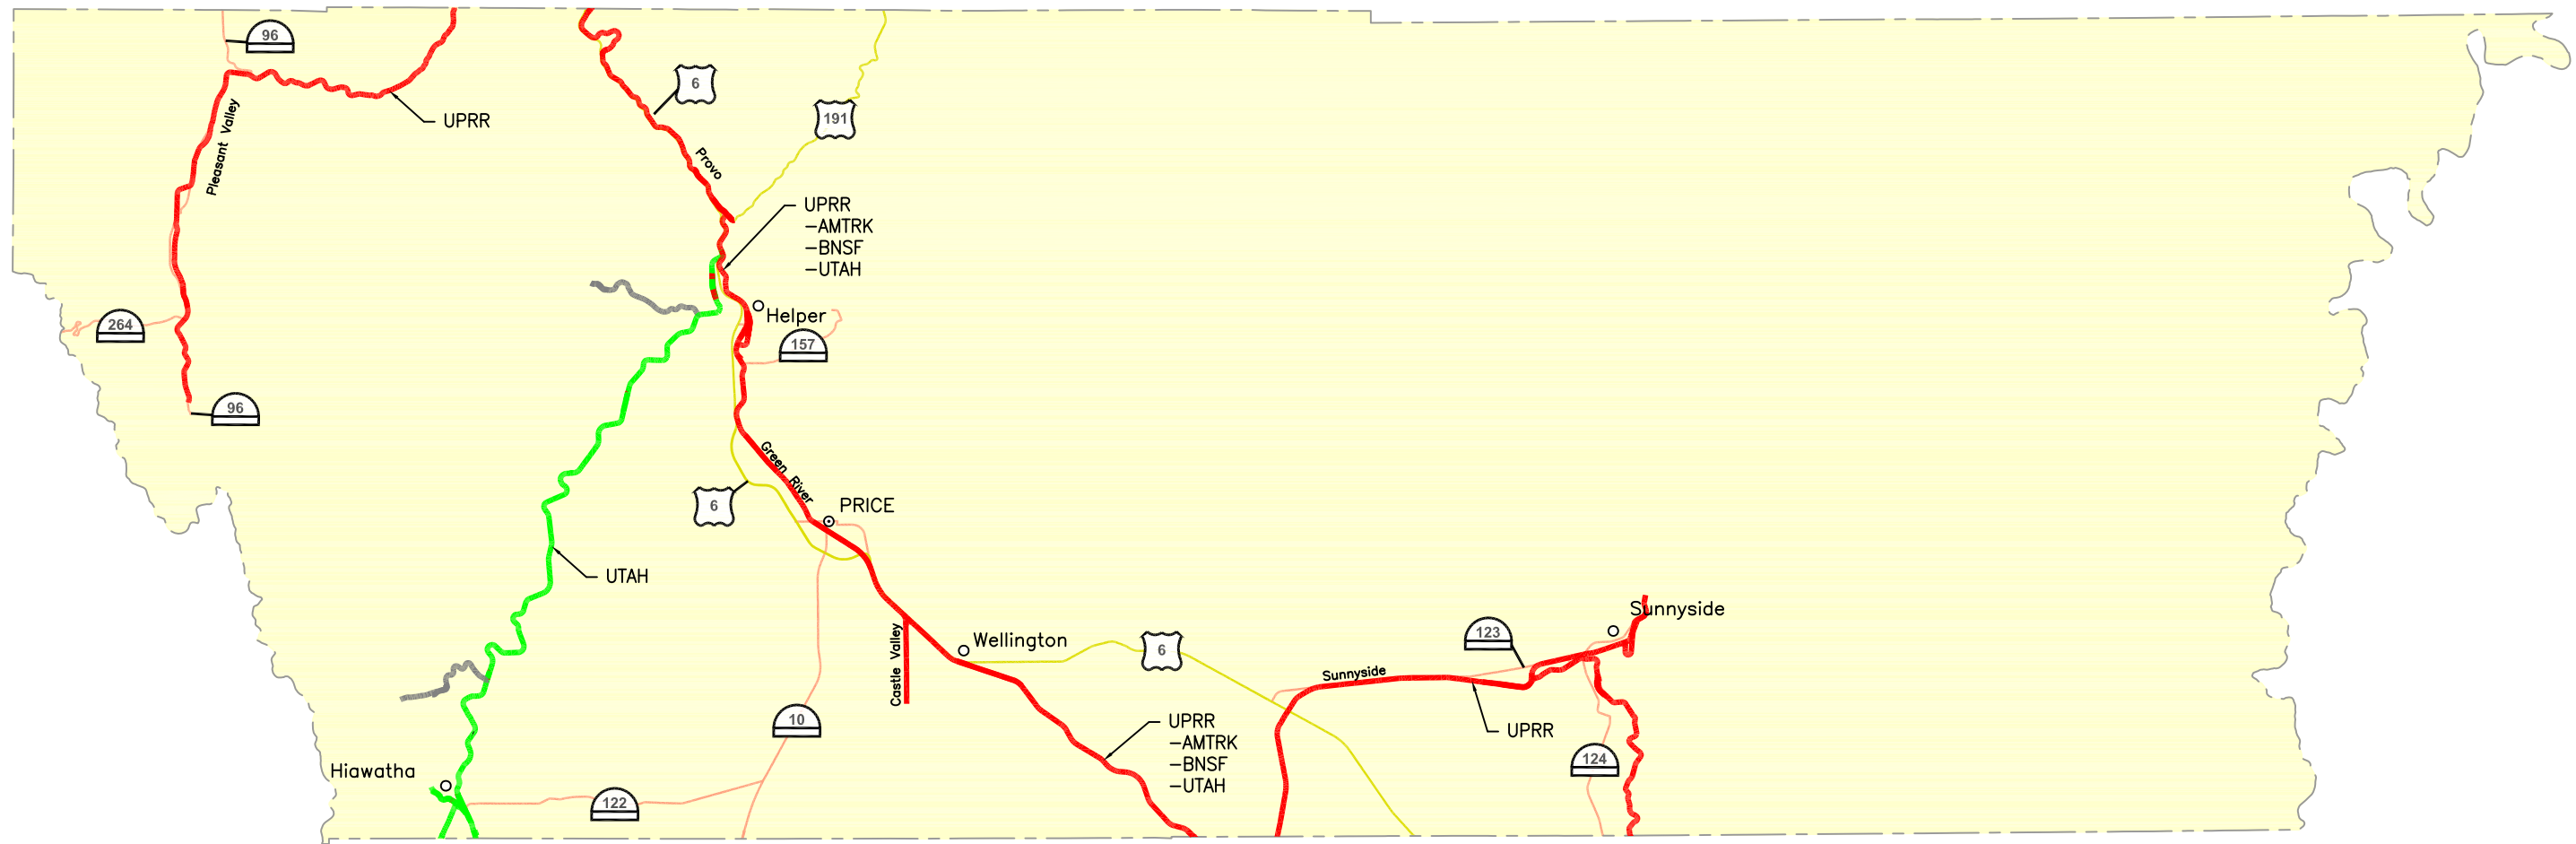 96
6
191
UPRR
Pleasant Valley
Provo
UPRR
-AMTRK
-BNSF
-UTAH
Helper
264
157
96
Green River
6
PRICE
UTAH
Sunnyside
123
Wellington
6
Castle Valley
Sunnyside
10
UPRR
-AMTRK
-BNSF
-UTAH
UPRR
124
Hiawatha
122